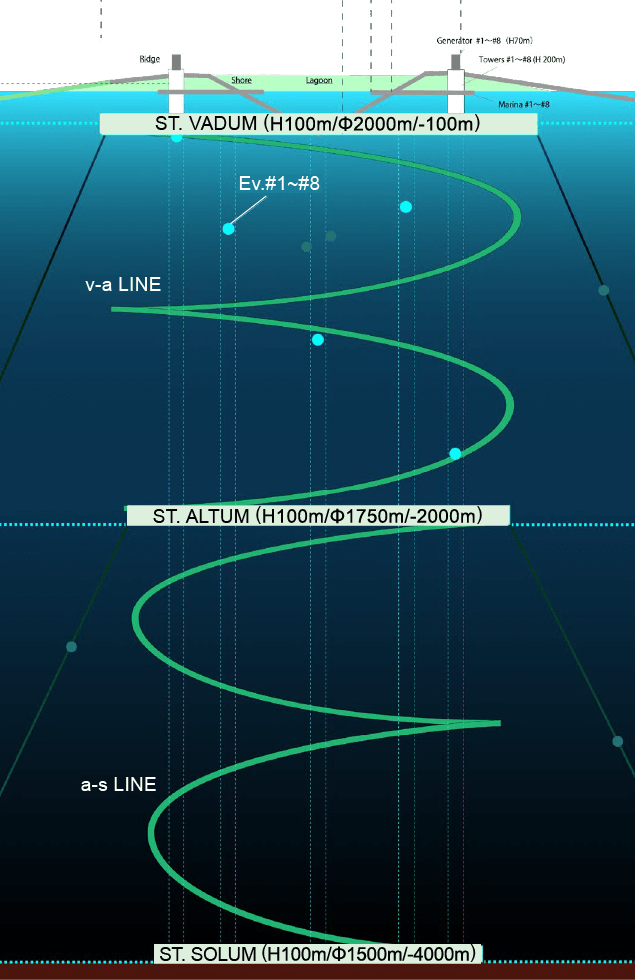 Generator #1～#8（H70m）
Ridge
Towers #1～#8 (H 200m)
Shore
Lagoon
Marina #1～#8
ST. VADUM（H100m/Φ2000m/-100m）
Ev.#1~#8
v-a LINE
ST. ALTUM（H100m/Φ1750m/-2000m）
a-s LINE
ST. SOLUM（H100m/Φ1500m/-4000m）